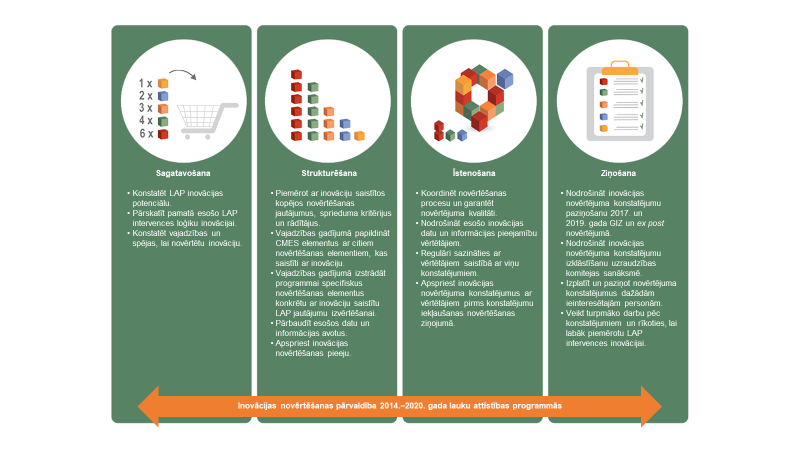 1 x
2 x
3 x
4 x
6 x
Sagatavošana
• Konstatēt LAP inovācijas
potenciālu.
• Pārskatīt pamatā esošo LAP
intervences loģiku inovācijai.
• Konstatēt vajadzības un
spējas, lai novērtētu inovāciju.
Strukturēšana
• Piemērot ar inovāciju saistītos
kopējos novērtēšanas
jautājumus, sprieduma kritērijus
un rādītājus.
• Vajadzības gadījumā papildināt
CMES elementus ar citiem
novērtēšanas elementiem, kas
saistīti ar inovāciju.
• Vajadzības gadījumā izstrādāt
programmai specifiskus
novērtēšanas elementus
konkrētu ar inovāciju saistītu
LAP jautājumu izvērtēšanai.
• Pārbaudīt esošos datu un
informācijas avotus.
• Apspriest inovācijas
novērtēšanas pieeju.
Īstenošana
• Koordinēt novērtēšanas
procesu un garantēt
novērtējuma kvalitāti.
• Nodrošināt esošo inovācijas
datu un informācijas pieejamību
vērtētājiem.
• Regulāri sazināties ar
vērtētājiem saistībā ar viņu
konstatējumiem.
• Apspriest inovācijas
novērtējuma konstatējumus ar
vērtētājiem pirms konstatējumu
iekļaušanas novērtēšanas
ziņojumā.
Ziņošana
• Nodrošināt inovācijas
novērtējuma konstatējumu
paziņošanu 2017. un
2019. gada GIZ un ex post
novērtējumā.
• Nodrošināt inovācijas
novērtējuma konstatējumu
izklāstīšanu uzraudzības
komitejas sanāksmē.
• Izplatīt un paziņot novērtējuma
konstatējumus dažādām
ieinteresētajām personām.
• Veikt turpmāko darbu pēc
konstatējumiem un rīkoties, lai
labāk piemērotu LAP
intervences inovācijai.
Inovācijas novērtēšanas pārvaldība 2014.–2020. gada lauku attīstības programmās